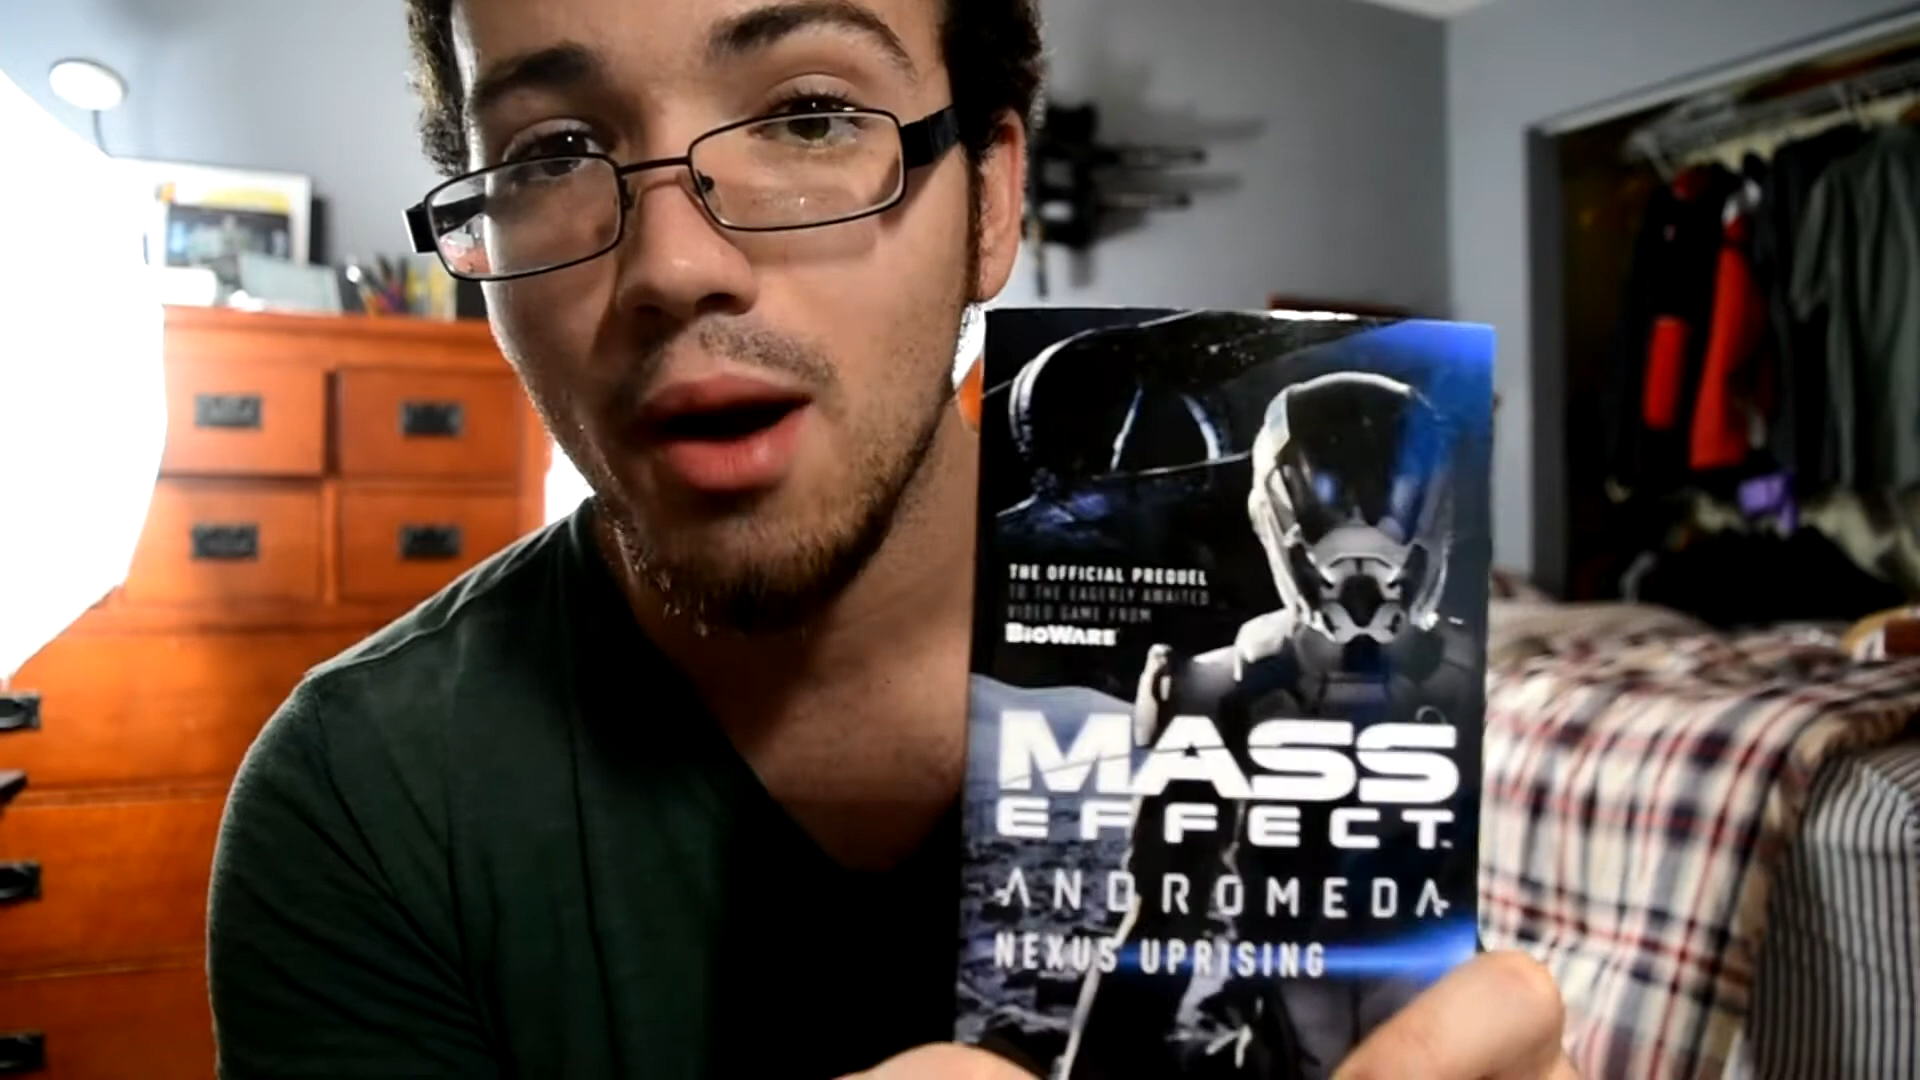 THE OFFICIAL PREQUEL
TO THE EAGERLY AWAITED
VIDEO GAME FROM
BIOWARE
MASS
EFFECT
ANDROMEDA
NEXUS UPRISING